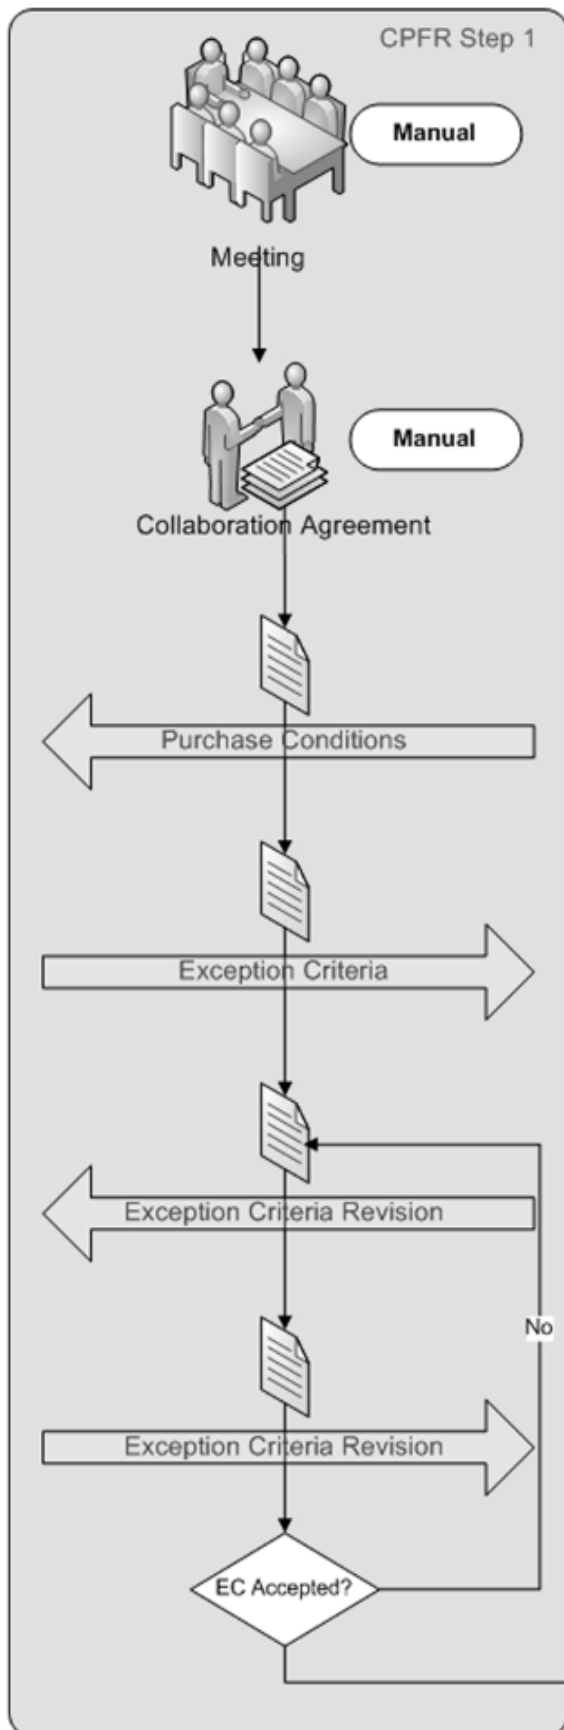 CPFR Step 1
Manual
Meeting
Manual
Collaboration Agreement
Purchase Conditions
Exception Criteria
Exception Criteria Revision
No
Exception Criteria Revision
EC Accepted?